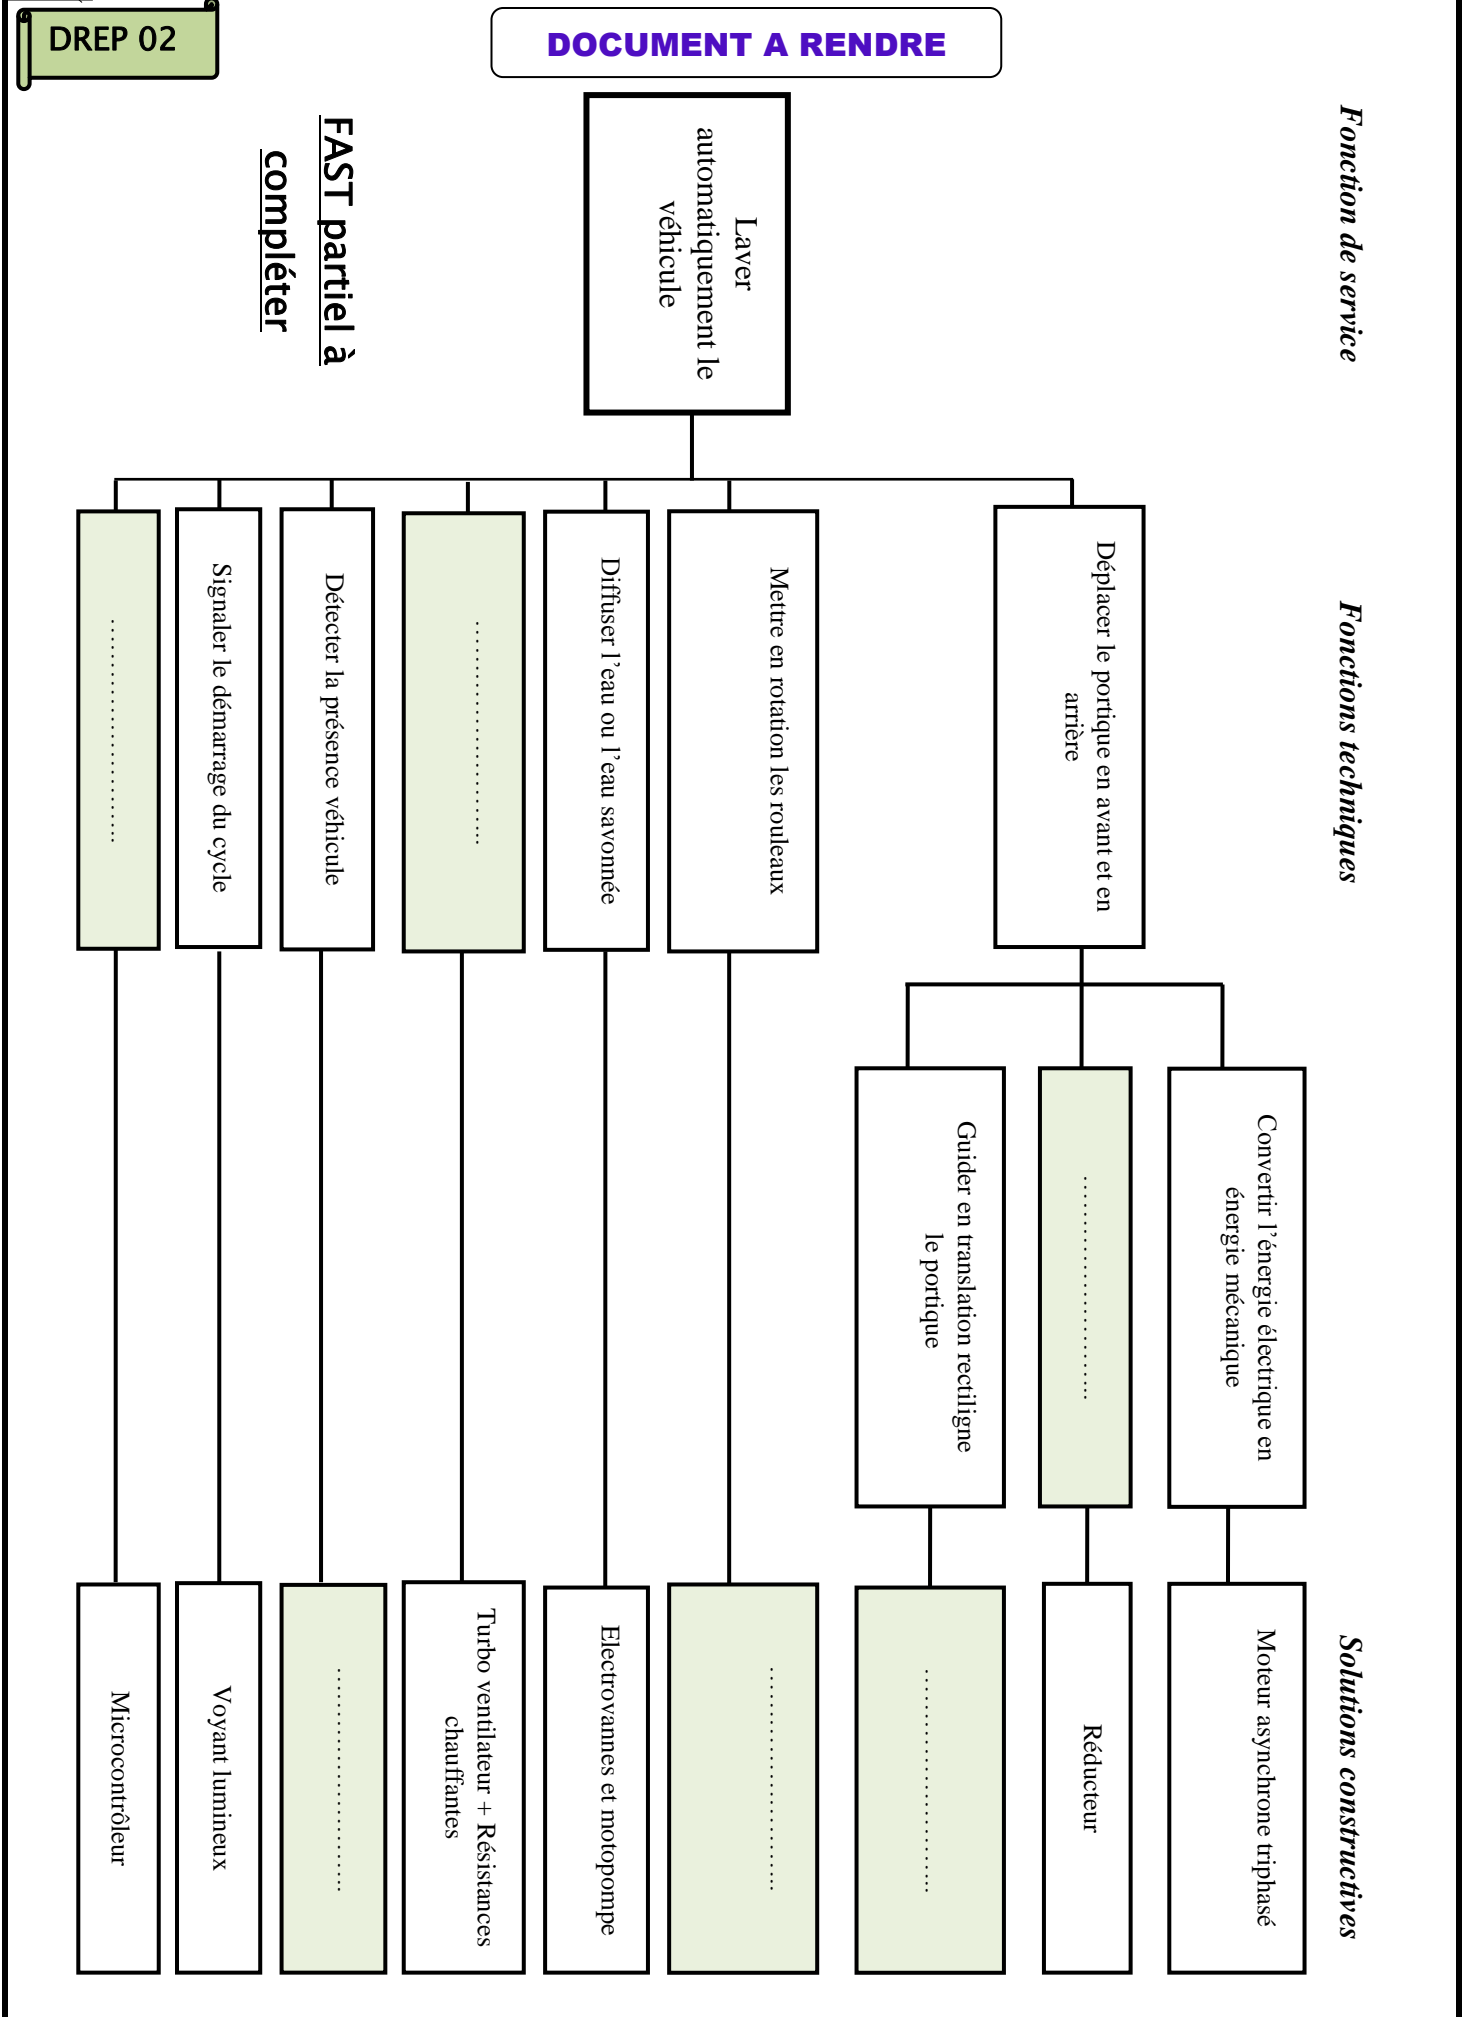 DREP 02
DOCUMENT A RENDRE
Fonction de service
Fonctions techniques
Solutions constructives
Laver
automatiquement le
véhicule
FAST partiel à
compléter
Déplacer le portique en avant et en
arrière
Convertir l'énergie électrique en
énergie mécanique
Moteur asynchrone triphasé
..............................
Réducteur
Guider en translation rectiligne
le portique
..............................
Mettre en rotation les rouleaux
..............................
Diffuser l'eau ou l'eau savonnée
Electrovannes et motopompe
..............................
Turbo ventilateur + Résistances
chauffantes
Détecter la présence véhicule
..............................
Signaler le démarrage du cycle
Voyant lumineux
..............................
Microcontrôleur